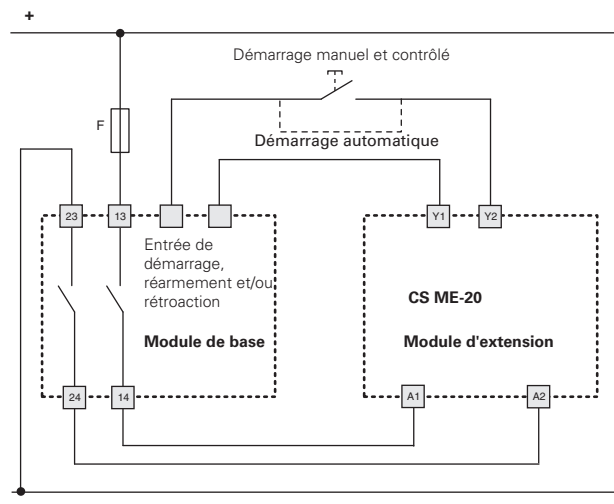 +
Démarrage manuel et contrôlé
F
Démarrage automatique
23
13
Y1
Y2
Entrée de
démarrage,
réarmement et/ou
rétroaction
Module de base
CS ME-20
Module d'extension
24
14
A1
A2